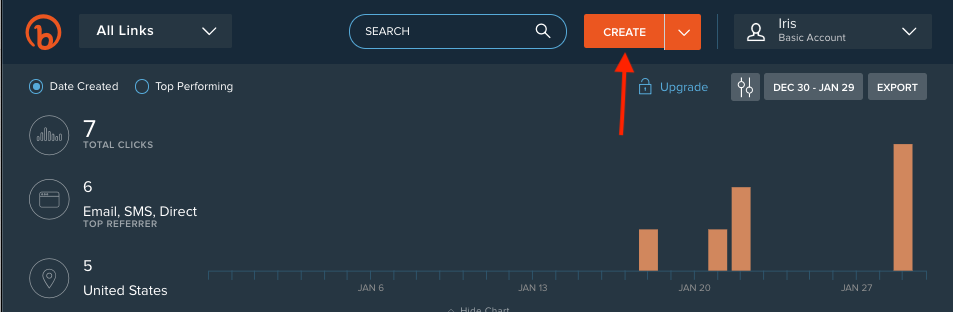 b
All Links
SEARCH
CREATE
Iris
Basic Account
Date Created
Top Performing
Upgrade
DEC 30 - JAN 29
EXPORT
7
TOTAL CLICKS
6
Email, SMS, Direct
TOP REFERRER
5
United States
JAN 6
JAN 13
JAN 20
JAN 27
Hide Chart